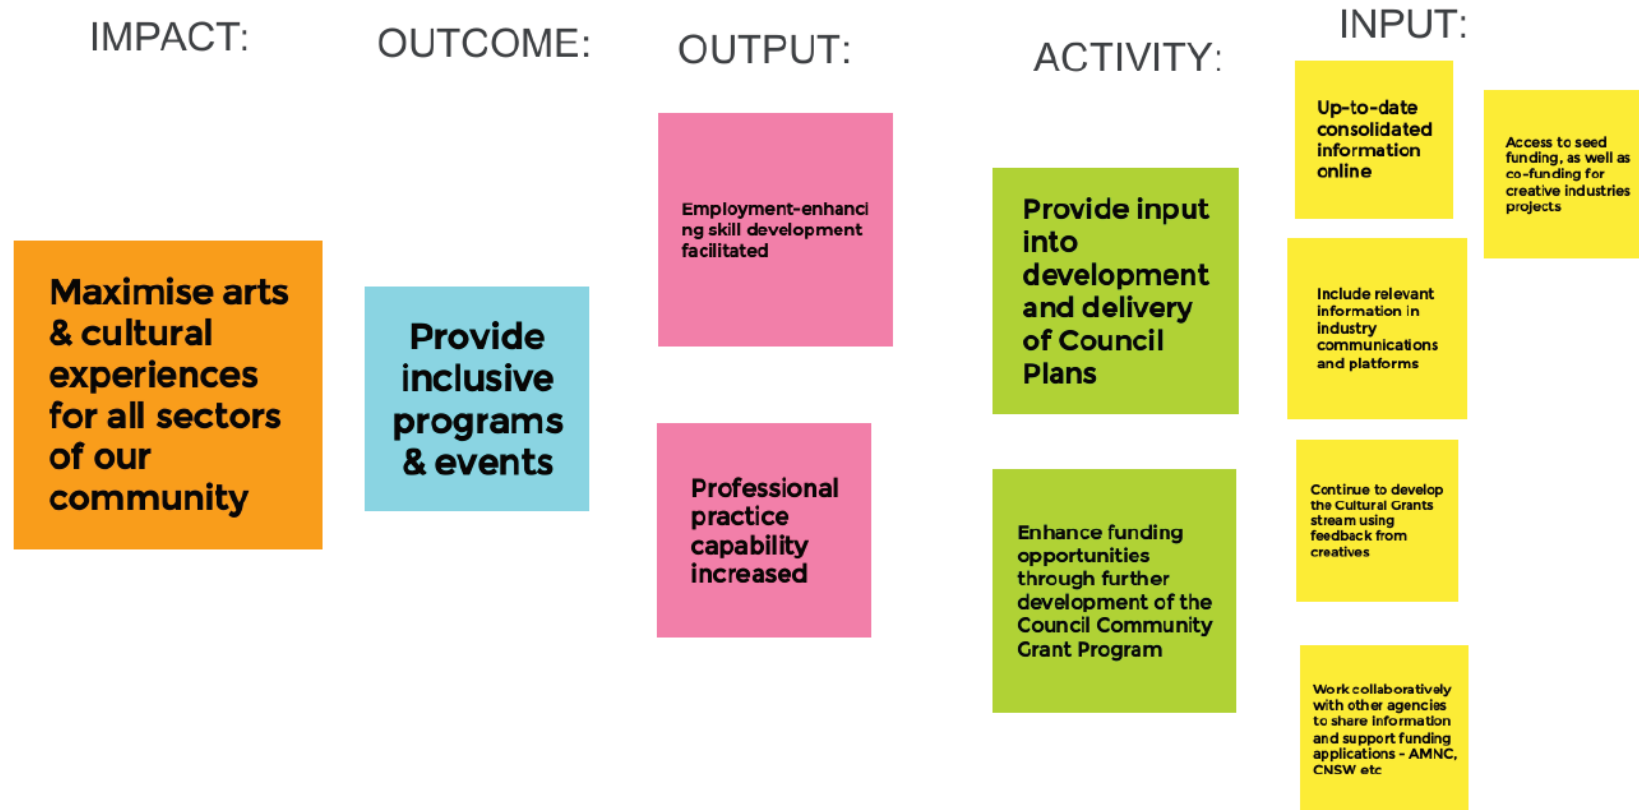 IMPACT:
Maximise arts
& cultural
experiences
for all sectors
of our
community
OUTCOME:
Provide
inclusive
programs
& events
OUTPUT:
Employment-enhanci
ng skill development
facilitated
Professional
practice
capability
increased
ACTIVITY:
Provide input
into
development
and delivery
of Council
Plans
Enhance funding
opportunities
through further
development of the
Council Community
Grant Program
INPUT:
Up-to-date
consolidated
information
online
Access to seed
funding, as well as
co-funding for
creative industries
projects
Include relevant
information in
industry
communications
and platforms
Continue to develop
the Cultural Grants
stream using
feedback from
creatives
Work collaboratively
with other agencies
to share information
and support funding
applications - AMNC,
CNSW etc